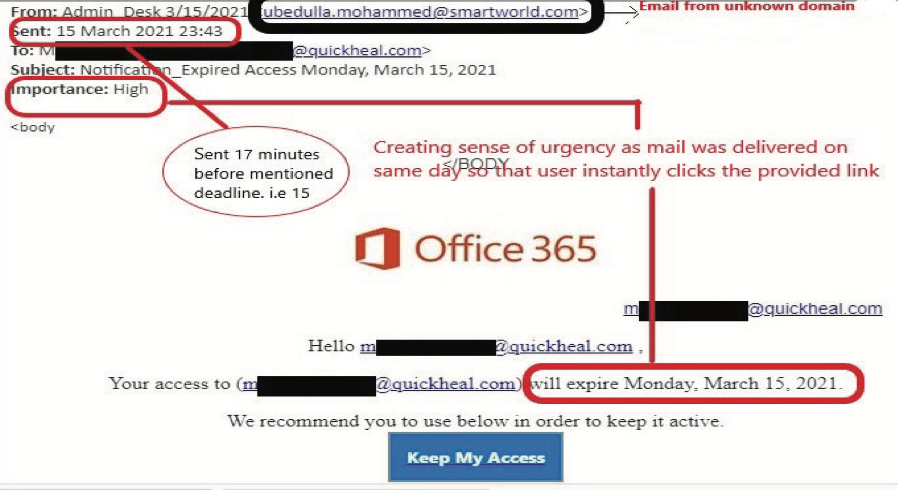 From: Admin_Desk 3/15/2021 <ubedulla.mohammed@smartworld.com>
Email from unknown domain
Sent: 15 March 2021 23:43
To: M @quickheal.com>
Subject: Notification_Expired Access Monday, March 15, 2021
Importance: High
<body
Sent 17 minutes
before mentioned
deadline. i.e 15
Creating sense of urgency as mail was delivered on
</BODY
same day so that user instantly clicks the provided link
Office 365
m @quickheal.com
Hello m @quickheal.com ,
Your access to (m @quickheal.com) will expire Monday, March 15, 2021.
We recommend you to use below in order to keep it active.
Keep My Access